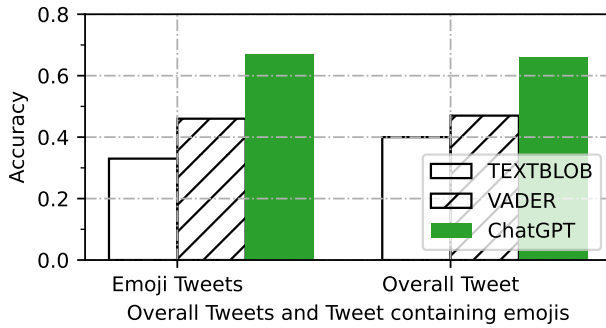 0.8
0.6
0.4
0.2
0.0
Accuracy
TEXTBLOB
VADER
ChatGPT
Emoji Tweets
Overall Tweet
Overall Tweets and Tweet containing emojis